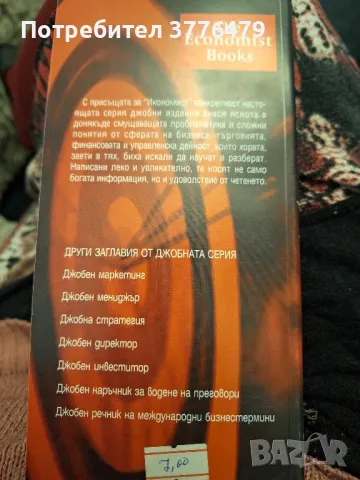 Потребител 3776479
Economist
Books
С присъщата за "Икономист" конкретност настоящата серия джобни издания внася яснота в
донякъде смущаващата проблематика и сложни
понятия от сферата на бизнеса, търговията,
финансовата и управленска дейност, които хората,
заети в тях, биха искали да научат и разберат.
Написани леко и увлекателно, те носят не само
богата информация, но и удоволствие от четенето.
ДРУГИ ЗАГЛАВИЯ ОТ ДЖОБНАТА СЕРИЯ
Джобен маркетинг
Джобен мениджър
Джобна стратегия
Джобен директор
Джобен инвеститор
Джобен наръчник за водене на преговори
Джобен речник на международни бизнестермини
7,00
BAZAR